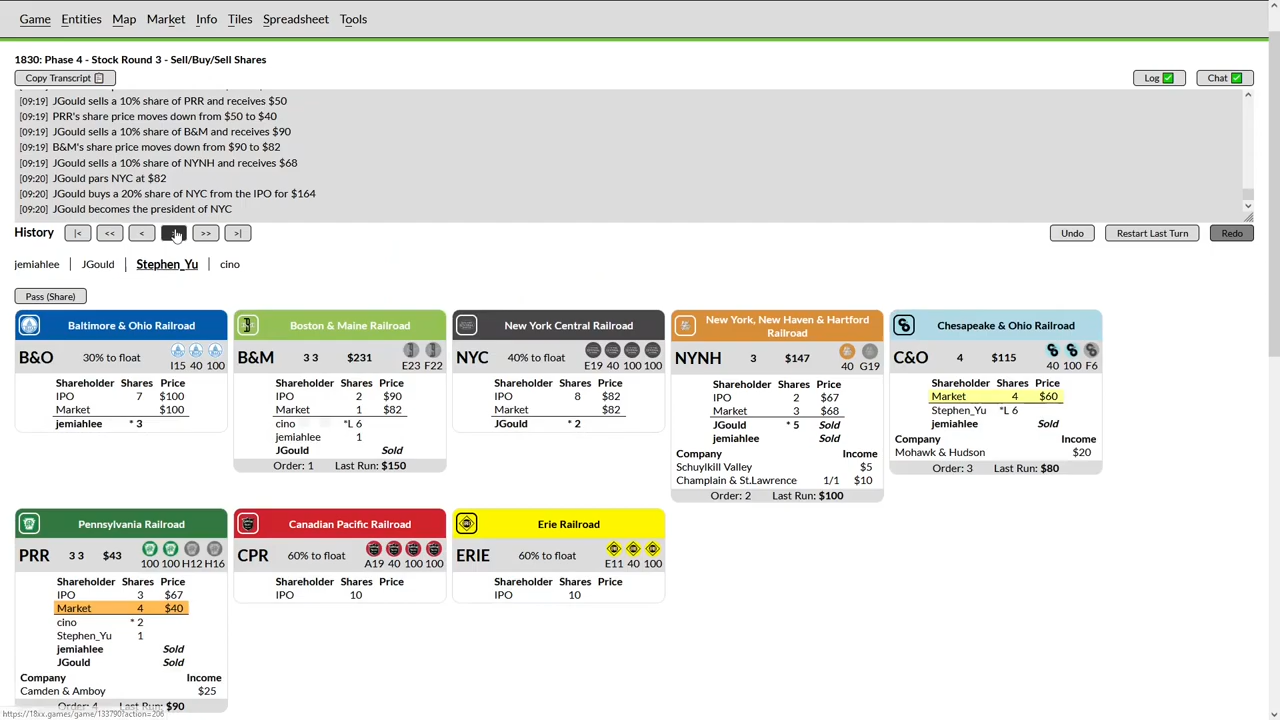 Game Entities Map Market Info Tiles Spreadsheet Tools
1830: Phase 4 - Stock Round 3 - Sell/Buy/Sell Shares
Copy Transcript Log Chat
[09:19] JGould sells a 10% share of PRR and receives $50
[09:19] PRR's share price moves down from $50 to $40
[09:19] JGould sells a 10% share of B&M and receives $90
[09:19] B&M's share price moves down from $90 to $82
[09:19] JGould sells a 10% share of NYNH and receives $68
[09:20] JGould pars NYC at $82
[09:20] JGould buys a 20% share of NYC from the IPO for $164
[09:20] JGould becomes the president of NYC
History |< << < >> >| Undo Restart Last Turn Redo
jemiahlee JGould Stephen_Yu cino
Pass (Share)
Baltimore & Ohio Railroad
B&O 30% to float
I15 40 100
Shareholder Shares Price
IPO 7 $100
Market $100
jemiahlee * 3
Boston & Maine Railroad
B&M 3 3 $231
E23 F22
Shareholder Shares Price
IPO 2 $90
Market 1 $82
cino *L 6
jemiahlee 1
JGould Sold
Order: 1 Last Run: $150
New York Central Railroad
NYC 40% to float
E19 40 100 100
Shareholder Shares Price
IPO 8 $82
Market $82
JGould * 2
New York, New Haven & Hartford
Railroad
NYNH 3 $147
40 G19
Shareholder Shares Price
IPO 2 $67
Market 3 $68
JGould * 5 Sold
jemiahlee Sold
Company Income
Schuylkill Valley $5
Champlain & St.Lawrence 1/1 $10
Order: 2 Last Run: $100
Chesapeake & Ohio Railroad
C&O 4 $115
40 100 F6
Shareholder Shares Price
Market 4 $60
Stephen_Yu *L 6
jemiahlee Sold
Company Income
Mohawk & Hudson $20
Order: 3 Last Run: $80
Pennsylvania Railroad
PRR 3 3 $43
100 100 H12 H16
Shareholder Shares Price
IPO 3 $67
Market 4 $40
cino * 2
Stephen_Yu 1
jemiahlee Sold
JGould Sold
Company Income
Camden & Amboy $25
Order: 4 Last Run: $90
Canadian Pacific Railroad
CPR 60% to float
A19 40 100 100
Shareholder Shares Price
IPO 10
Erie Railroad
ERIE 60% to float
E11 40 100
Shareholder Shares Price
IPO 10
https://18xx.games/game/133790?action=206